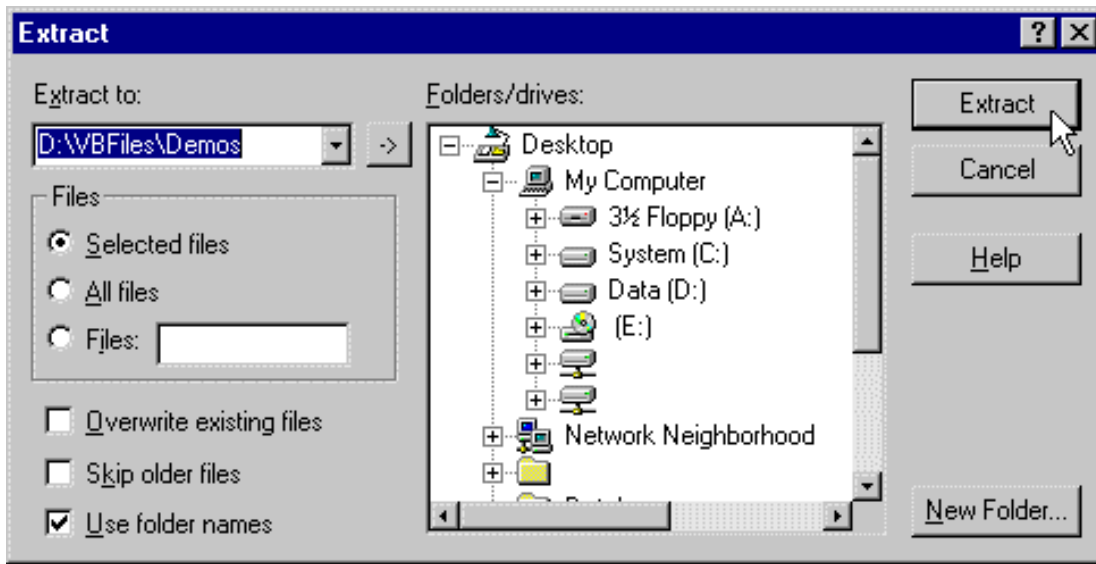 Extract
Extract to:
D:\VBFiles\Demos
->
Files
Selected files
All files
Files:
Overwrite existing files
Skip older files
Use folder names
Folders/drives:
Desktop
My Computer
3½ Floppy (A:)
System (C:)
Data (D:)
(E:)
Network Neighborhood
Extract
Cancel
Help
New Folder...